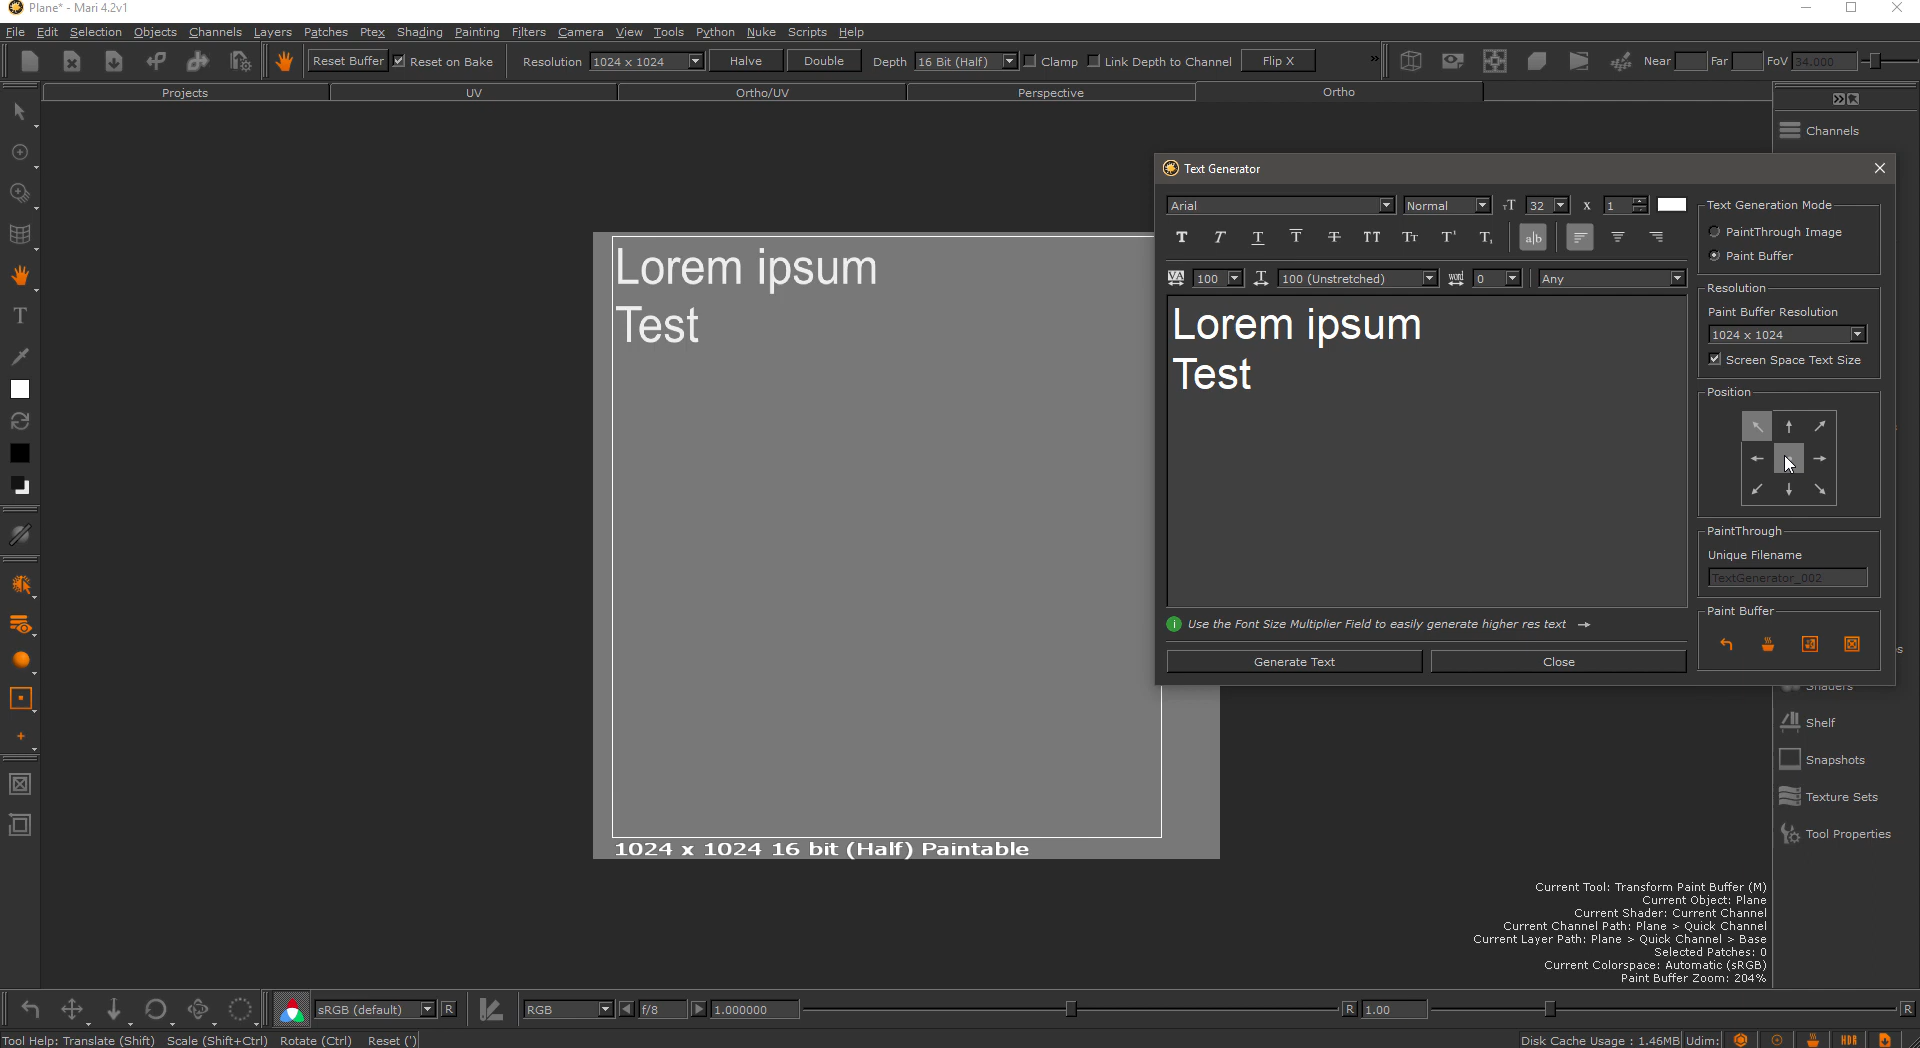 Plane* - Mari 4.2v1
File Edit Selection Objects Channels Layers Patches Ptex Shading Painting Filters Camera View Tools Python Nuke Scripts Help
Reset Buffer Reset on Bake Resolution 1024 x 1024 Halve Double Depth 16 Bit (Half) Clamp Link Depth to Channel Flip X » Near Far FoV 34.000
Projects UV Ortho/UV Perspective Ortho
Channels
Text Generator
Arial Normal 32 x 1
Text Generation Mode
PaintThrough Image
Paint Buffer
100 100 (Unstretched) word 0 Any
Resolution
Paint Buffer Resolution
1024 x 1024
Screen Space Text Size
Lorem ipsum
Test
Lorem ipsum
Test
Position
PaintThrough
Unique Filename
TextGenerator_002
Paint Buffer
Use the Font Size Multiplier Field to easily generate higher res text →
Generate Text Close
Shaders
Shelf
Snapshots
Texture Sets
Tool Properties
1024 x 1024 16 bit (Half) Paintable
Current Tool: Transform Paint Buffer (M)
Current Object: Plane
Current Shader: Current Channel
Current Channel Path: Plane > Quick Channel
Current Layer Path: Plane > Quick Channel > Base
Selected Patches: 0
Current Colorspace: Automatic (sRGB)
Paint Buffer Zoom: 204%
sRGB (default) R RGB f/8 1.000000 R 1.00 R
Tool Help: Translate (Shift) Scale (Shift+Ctrl) Rotate (Ctrl) Reset (') Disk Cache Usage : 1.46MB Udim: HDR